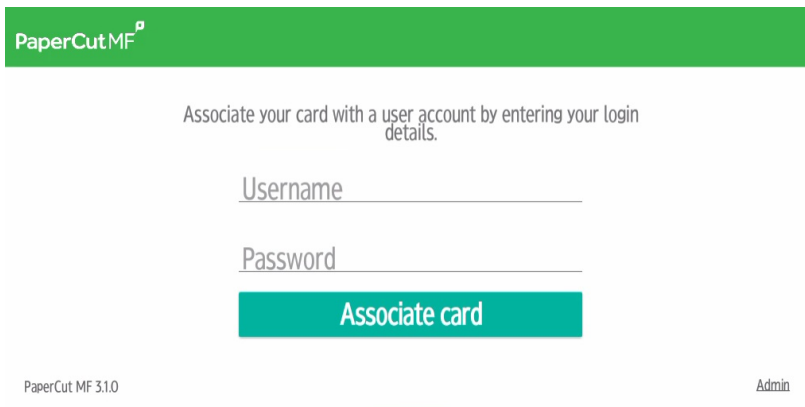 PaperCut MF
Associate your card with a user account by entering your login
details.
Username
Password
Associate card
PaperCut MF 3.1.0
Admin